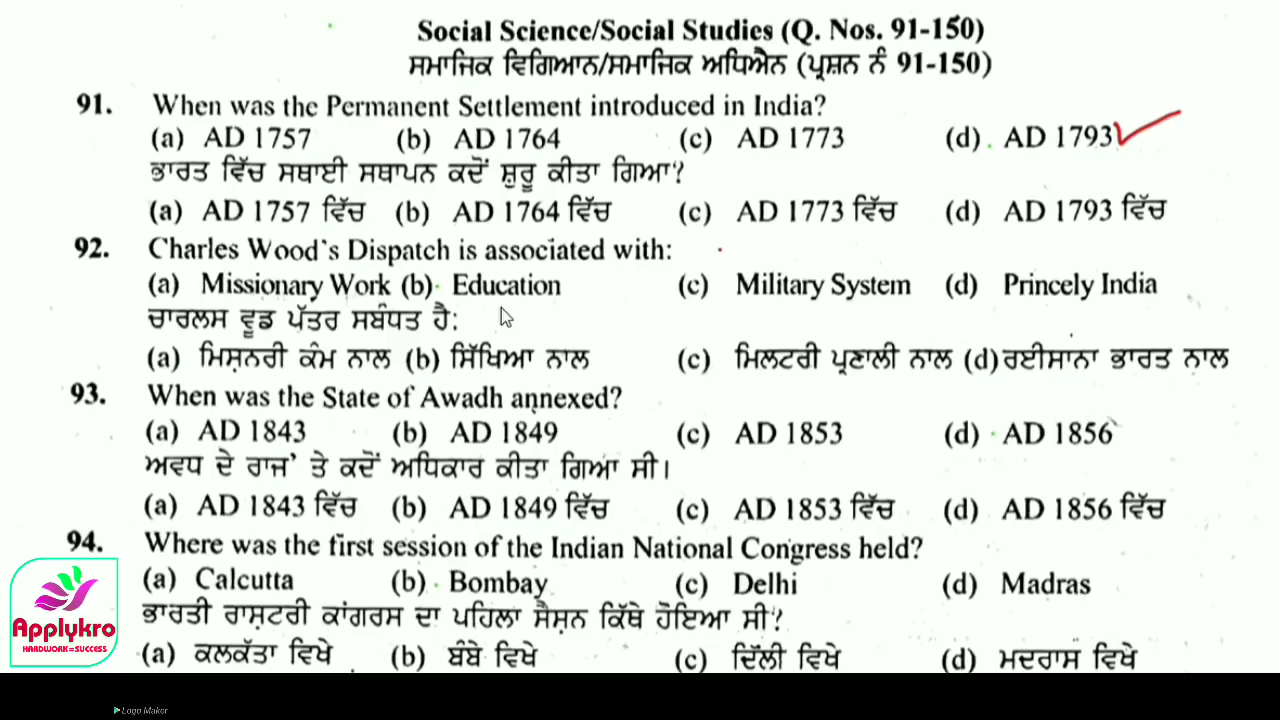 Social Science/Social Studies (Q. Nos. 91-150)
ਸਮਾਜਿਕ ਵਿਗਿਆਨ/ਸਮਾਜਿਕ ਅਧਿਐਨ (ਪ੍ਰਸ਼ਨ ਨੰ 91-150)
91. When was the Permanent Settlement introduced in India?
(a) AD 1757 (b) AD 1764 (c) AD 1773 (d) AD 1793
ਭਾਰਤ ਵਿੱਚ ਸਥਾਈ ਸਥਾਪਨ ਕਦੋਂ ਸ਼ੁਰੂ ਕੀਤਾ ਗਿਆ?
(a) AD 1757 ਵਿੱਚ (b) AD 1764 ਵਿੱਚ (c) AD 1773 ਵਿੱਚ (d) AD 1793 ਵਿੱਚ
92. Charles Wood's Dispatch is associated with:
(a) Missionary Work (b) Education (c) Military System (d) Princely India
ਚਾਰਲਸ ਵੂਡ ਪੱਤਰ ਸਬੰਧਤ ਹੈ:
(a) ਮਿਸ਼ਨਰੀ ਕੰਮ ਨਾਲ (b) ਸਿੱਖਿਆ ਨਾਲ (c) ਮਿਲਟਰੀ ਪ੍ਰਣਾਲੀ ਨਾਲ (d) ਰਈਸਾਨਾ ਭਾਰਤ ਨਾਲ
93. When was the State of Awadh annexed?
(a) AD 1843 (b) AD 1849 (c) AD 1853 (d) AD 1856
ਅਵਧ ਦੇ ਰਾਜ' ਤੇ ਕਦੋਂ ਅਧਿਕਾਰ ਕੀਤਾ ਗਿਆ ਸੀ।
(a) AD 1843 ਵਿੱਚ (b) AD 1849 ਵਿੱਚ (c) AD 1853 ਵਿੱਚ (d) AD 1856 ਵਿੱਚ
94. Where was the first session of the Indian National Congress held?
(a) Calcutta (b) Bombay (c) Delhi (d) Madras
ਭਾਰਤੀ ਰਾਸ਼ਟਰੀ ਕਾਂਗਰਸ ਦਾ ਪਹਿਲਾ ਸੈਸ਼ਨ ਕਿੱਥੇ ਹੋਇਆ ਸੀ?
(a) ਕਲਕੱਤਾ ਵਿਖੇ (b) ਬੰਬੇ ਵਿਖੇ (c) ਦਿੱਲੀ ਵਿਖੇ (d) ਮਦਰਾਸ ਵਿਖੇ
Applykro
HARDWORK=SUCCESS
Logo Maker